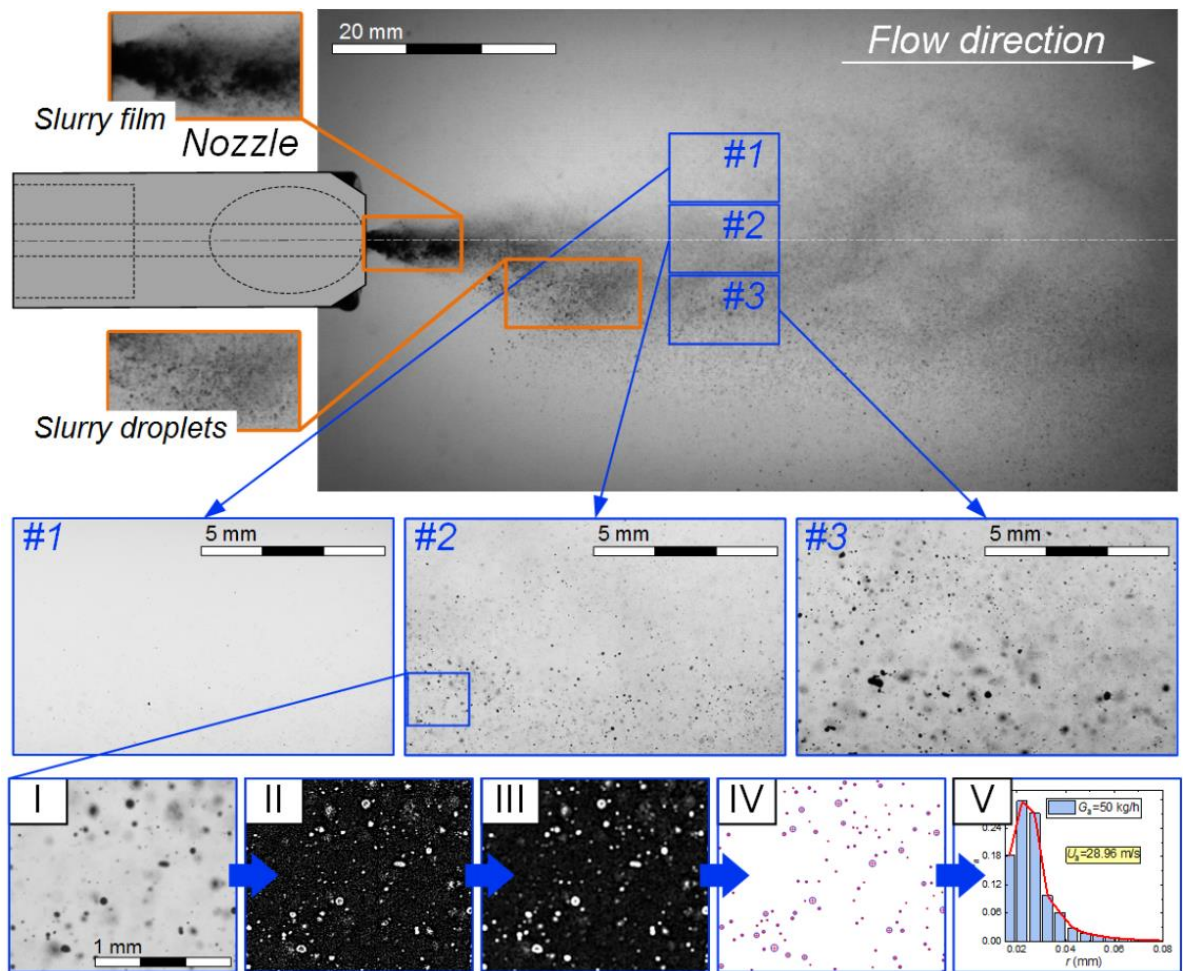 20 mm
Flow direction
Slurry film
Nozzle
#1
#2
#3
Slurry droplets
#1
5 mm
#2
5 mm
#3
5 mm
I
II
III
IV
V
1 mm
Gₐ=50 kg/h
Uₐ=28.96 m/s
0.24
0.18
0.12
0.06
0.00
0.02
0.04
0.06
0.08
r (mm)